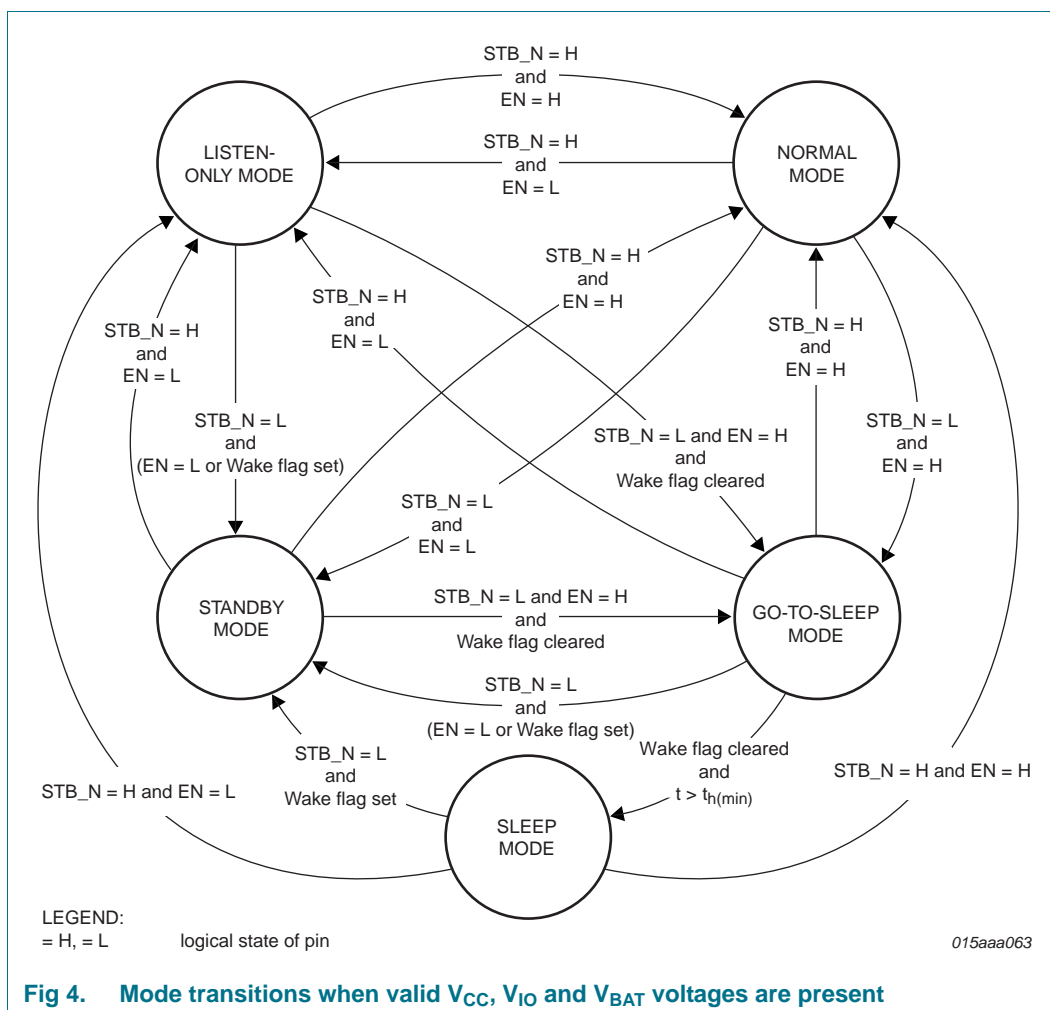 STB_N = H
and
EN = H
LISTEN-
ONLY MODE
STB_N = H
and
EN = L
NORMAL
MODE
STB_N = H
and
EN = H
STB_N = H
and
EN = L
STB_N = H
and
EN = L
STB_N = H
and
EN = H
STB_N = L
and
(EN = L or Wake flag set)
STB_N = L and EN = H
and
Wake flag cleared
STB_N = L
and
EN = H
STB_N = L
and
EN = L
STANDBY
MODE
STB_N = L and EN = H
and
Wake flag cleared
GO-TO-SLEEP
MODE
STB_N = L
and
(EN = L or Wake flag set)
STB_N = L
and
Wake flag set
Wake flag cleared
and
t > th(min)
STB_N = H and EN = L
STB_N = H and EN = H
SLEEP
MODE
LEGEND:
= H, = L logical state of pin
015aaa063
Fig 4. Mode transitions when valid VCC, VIO and VBAT voltages are present